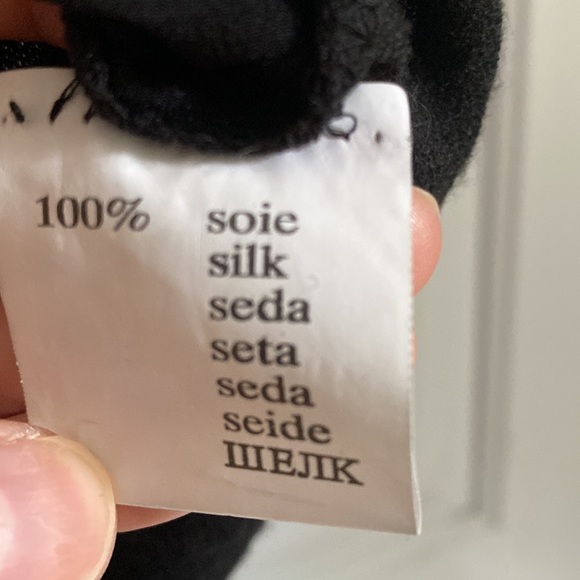 100% soie
silk
seda
seta
seda
seide
ШЕЛК